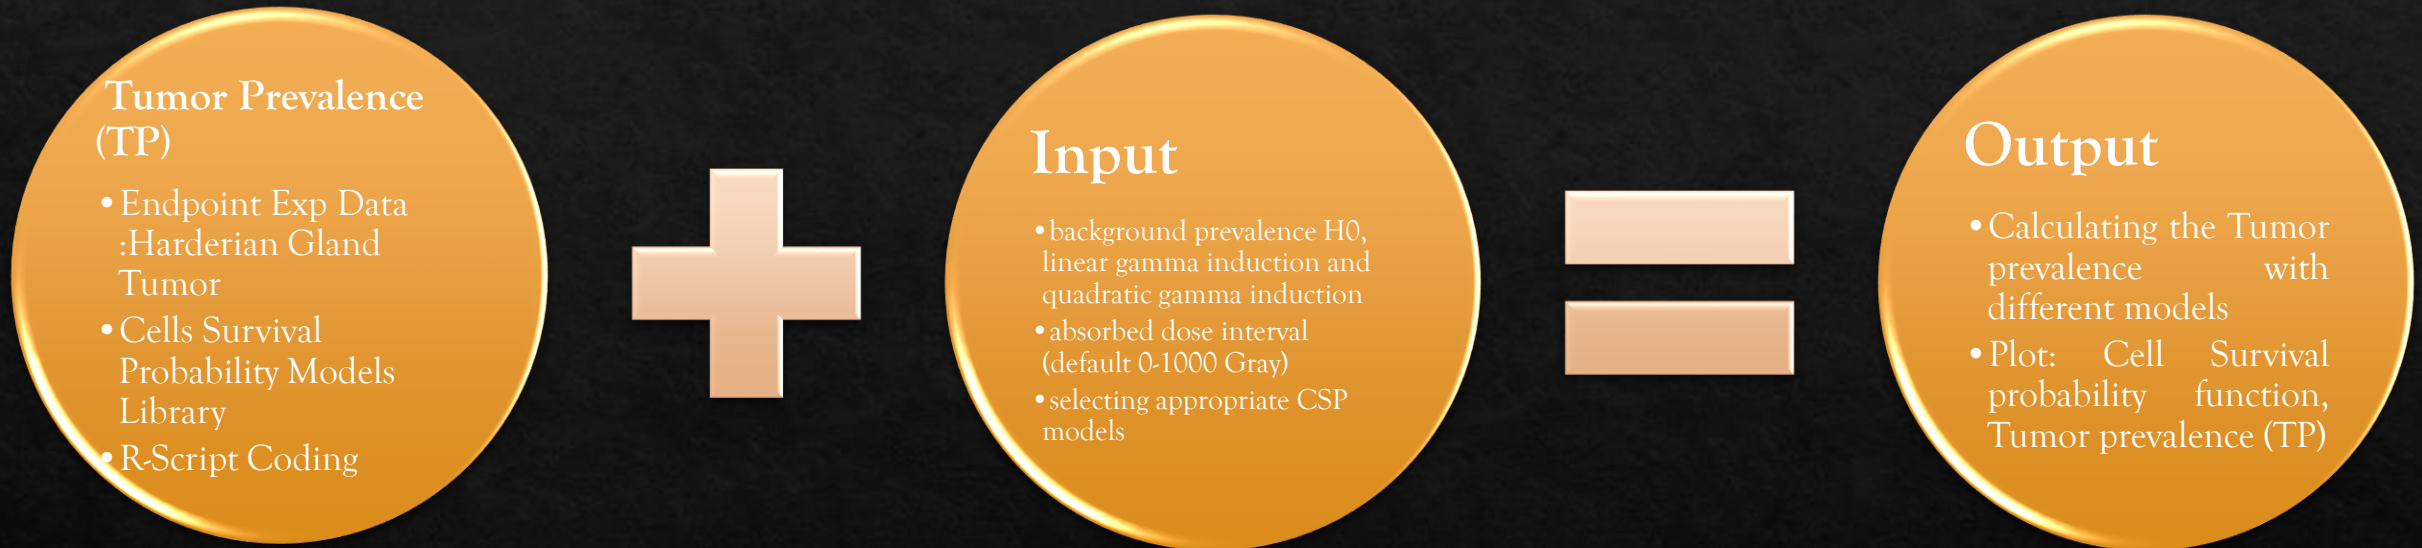 Tumor Prevalence
(TP)
•Endpoint Exp Data
:Harderian Gland
Tumor
•Cells Survival
Probability Models
Library
•R-Script Coding
Input
•background prevalence H0,
linear gamma induction and
quadratic gamma induction
•absorbed dose interval
(default 0-1000 Gray)
•selecting appropriate CSP
models
Output
•Calculating the Tumor
prevalence with
different models
•Plot: Cell Survival
probability function,
Tumor prevalence (TP)